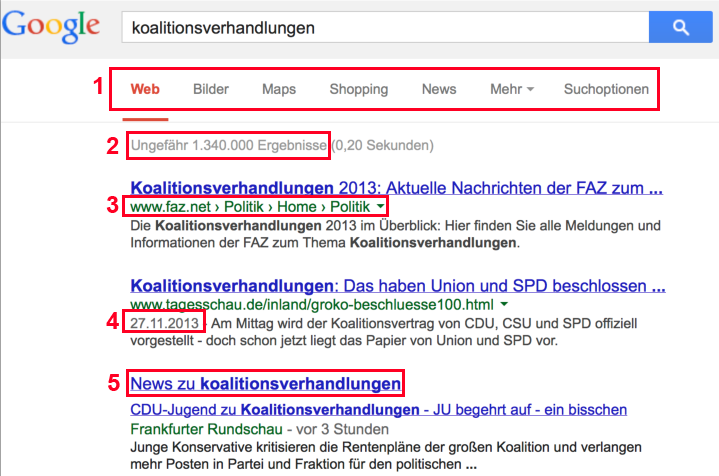 Google koalitionsverhandlungen
1 Web Bilder Maps Shopping News Mehr Suchoptionen
2 Ungefähr 1.340.000 Ergebnisse (0,20 Sekunden)
Koalitionsverhandlungen 2013: Aktuelle Nachrichten der FAZ zum ...
3 www.faz.net › Politik › Home › Politik
Die Koalitionsverhandlungen 2013 im Überblick: Hier finden Sie alle Meldungen und
Informationen der FAZ zum Thema Koalitionsverhandlungen.
Koalitionsverhandlungen: Das haben Union und SPD beschlossen ...
www.tagesschau.de/inland/groko-beschluesse100.html
4 27.11.2013 - Am Mittag wird der Koalitionsvertrag von CDU, CSU und SPD offiziell
vorgestellt - doch schon jetzt liegt das Papier von Union und SPD vor.
5 News zu koalitionsverhandlungen
CDU-Jugend zu Koalitionsverhandlungen - JU begehrt auf - ein bisschen
Frankfurter Rundschau - vor 3 Stunden
Junge Konservative kritisieren die Rentenpläne der großen Koalition und verlangen
mehr Posten in Partei und Fraktion für den politischen ...